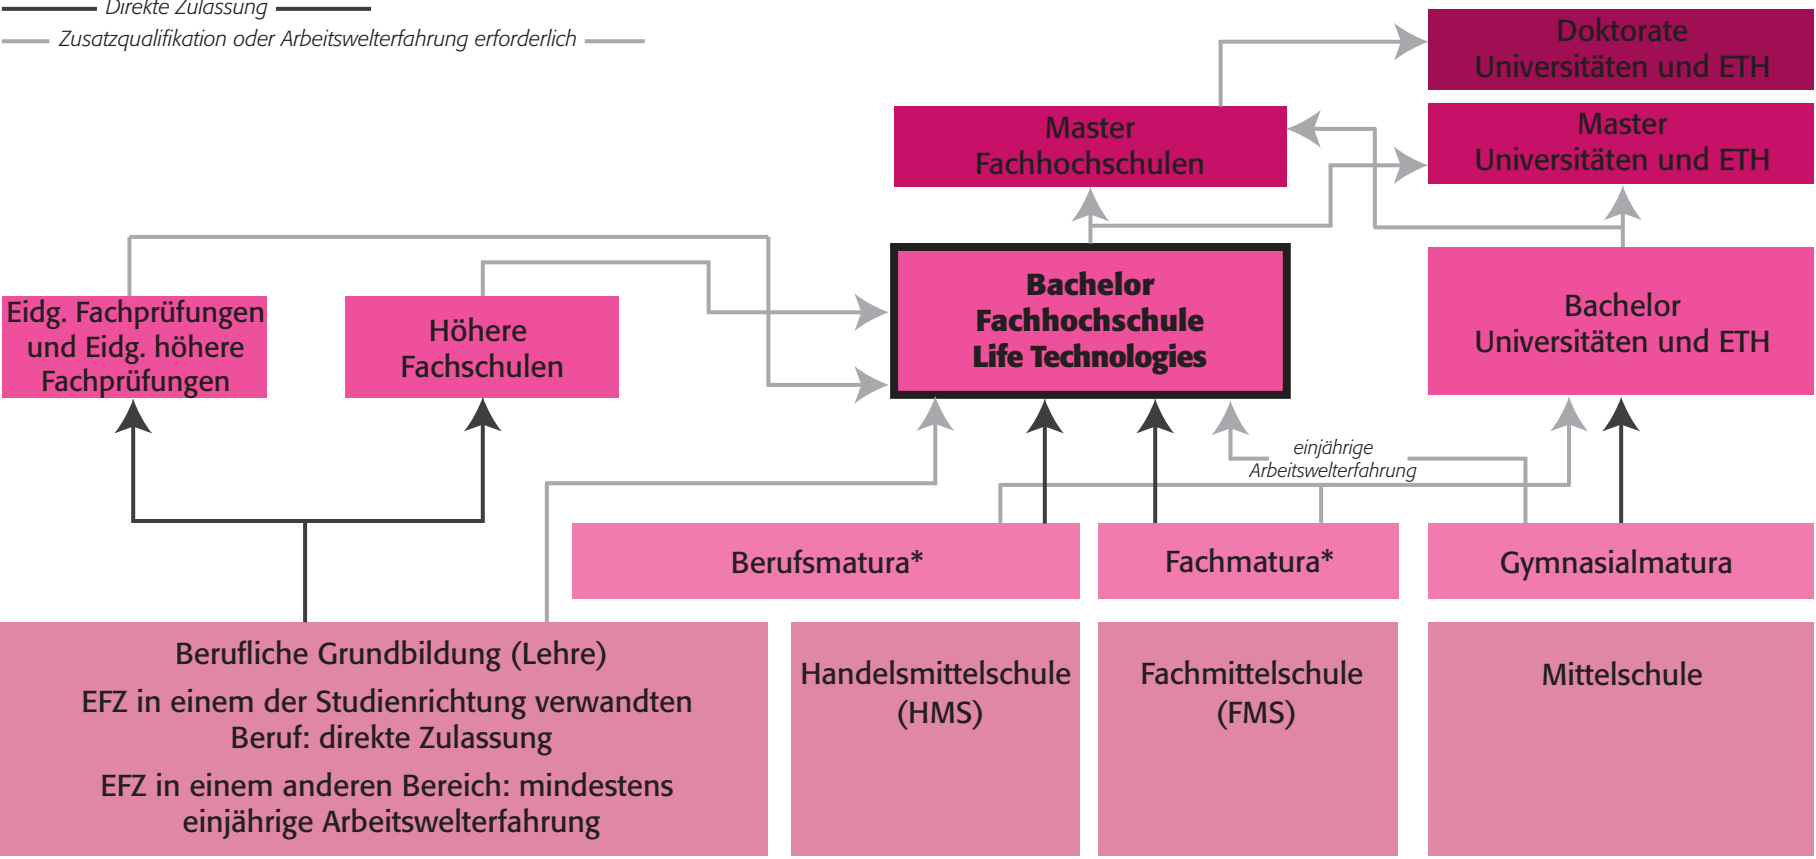 Direkte Zulassung
Zusatzqualifikation oder Arbeitswelterfahrung erforderlich
Doktorate
Universitäten und ETH
Master
Fachhochschulen
Master
Universitäten und ETH
Eidg. Fachprüfungen
und Eidg. höhere
Fachprüfungen
Höhere
Fachschulen
Bachelor
Fachhochschule
Life Technologies
Bachelor
Universitäten und ETH
einjährige
Arbeitswelterfahrung
Berufsmatura*
Fachmatura*
Gymnasialmatura
Berufliche Grundbildung (Lehre)
EFZ in einem der Studienrichtung verwandten
Beruf: direkte Zulassung
EFZ in einem anderen Bereich: mindestens
einjährige Arbeitswelterfahrung
Handelsmittelschule
(HMS)
Fachmittelschule
(FMS)
Mittelschule